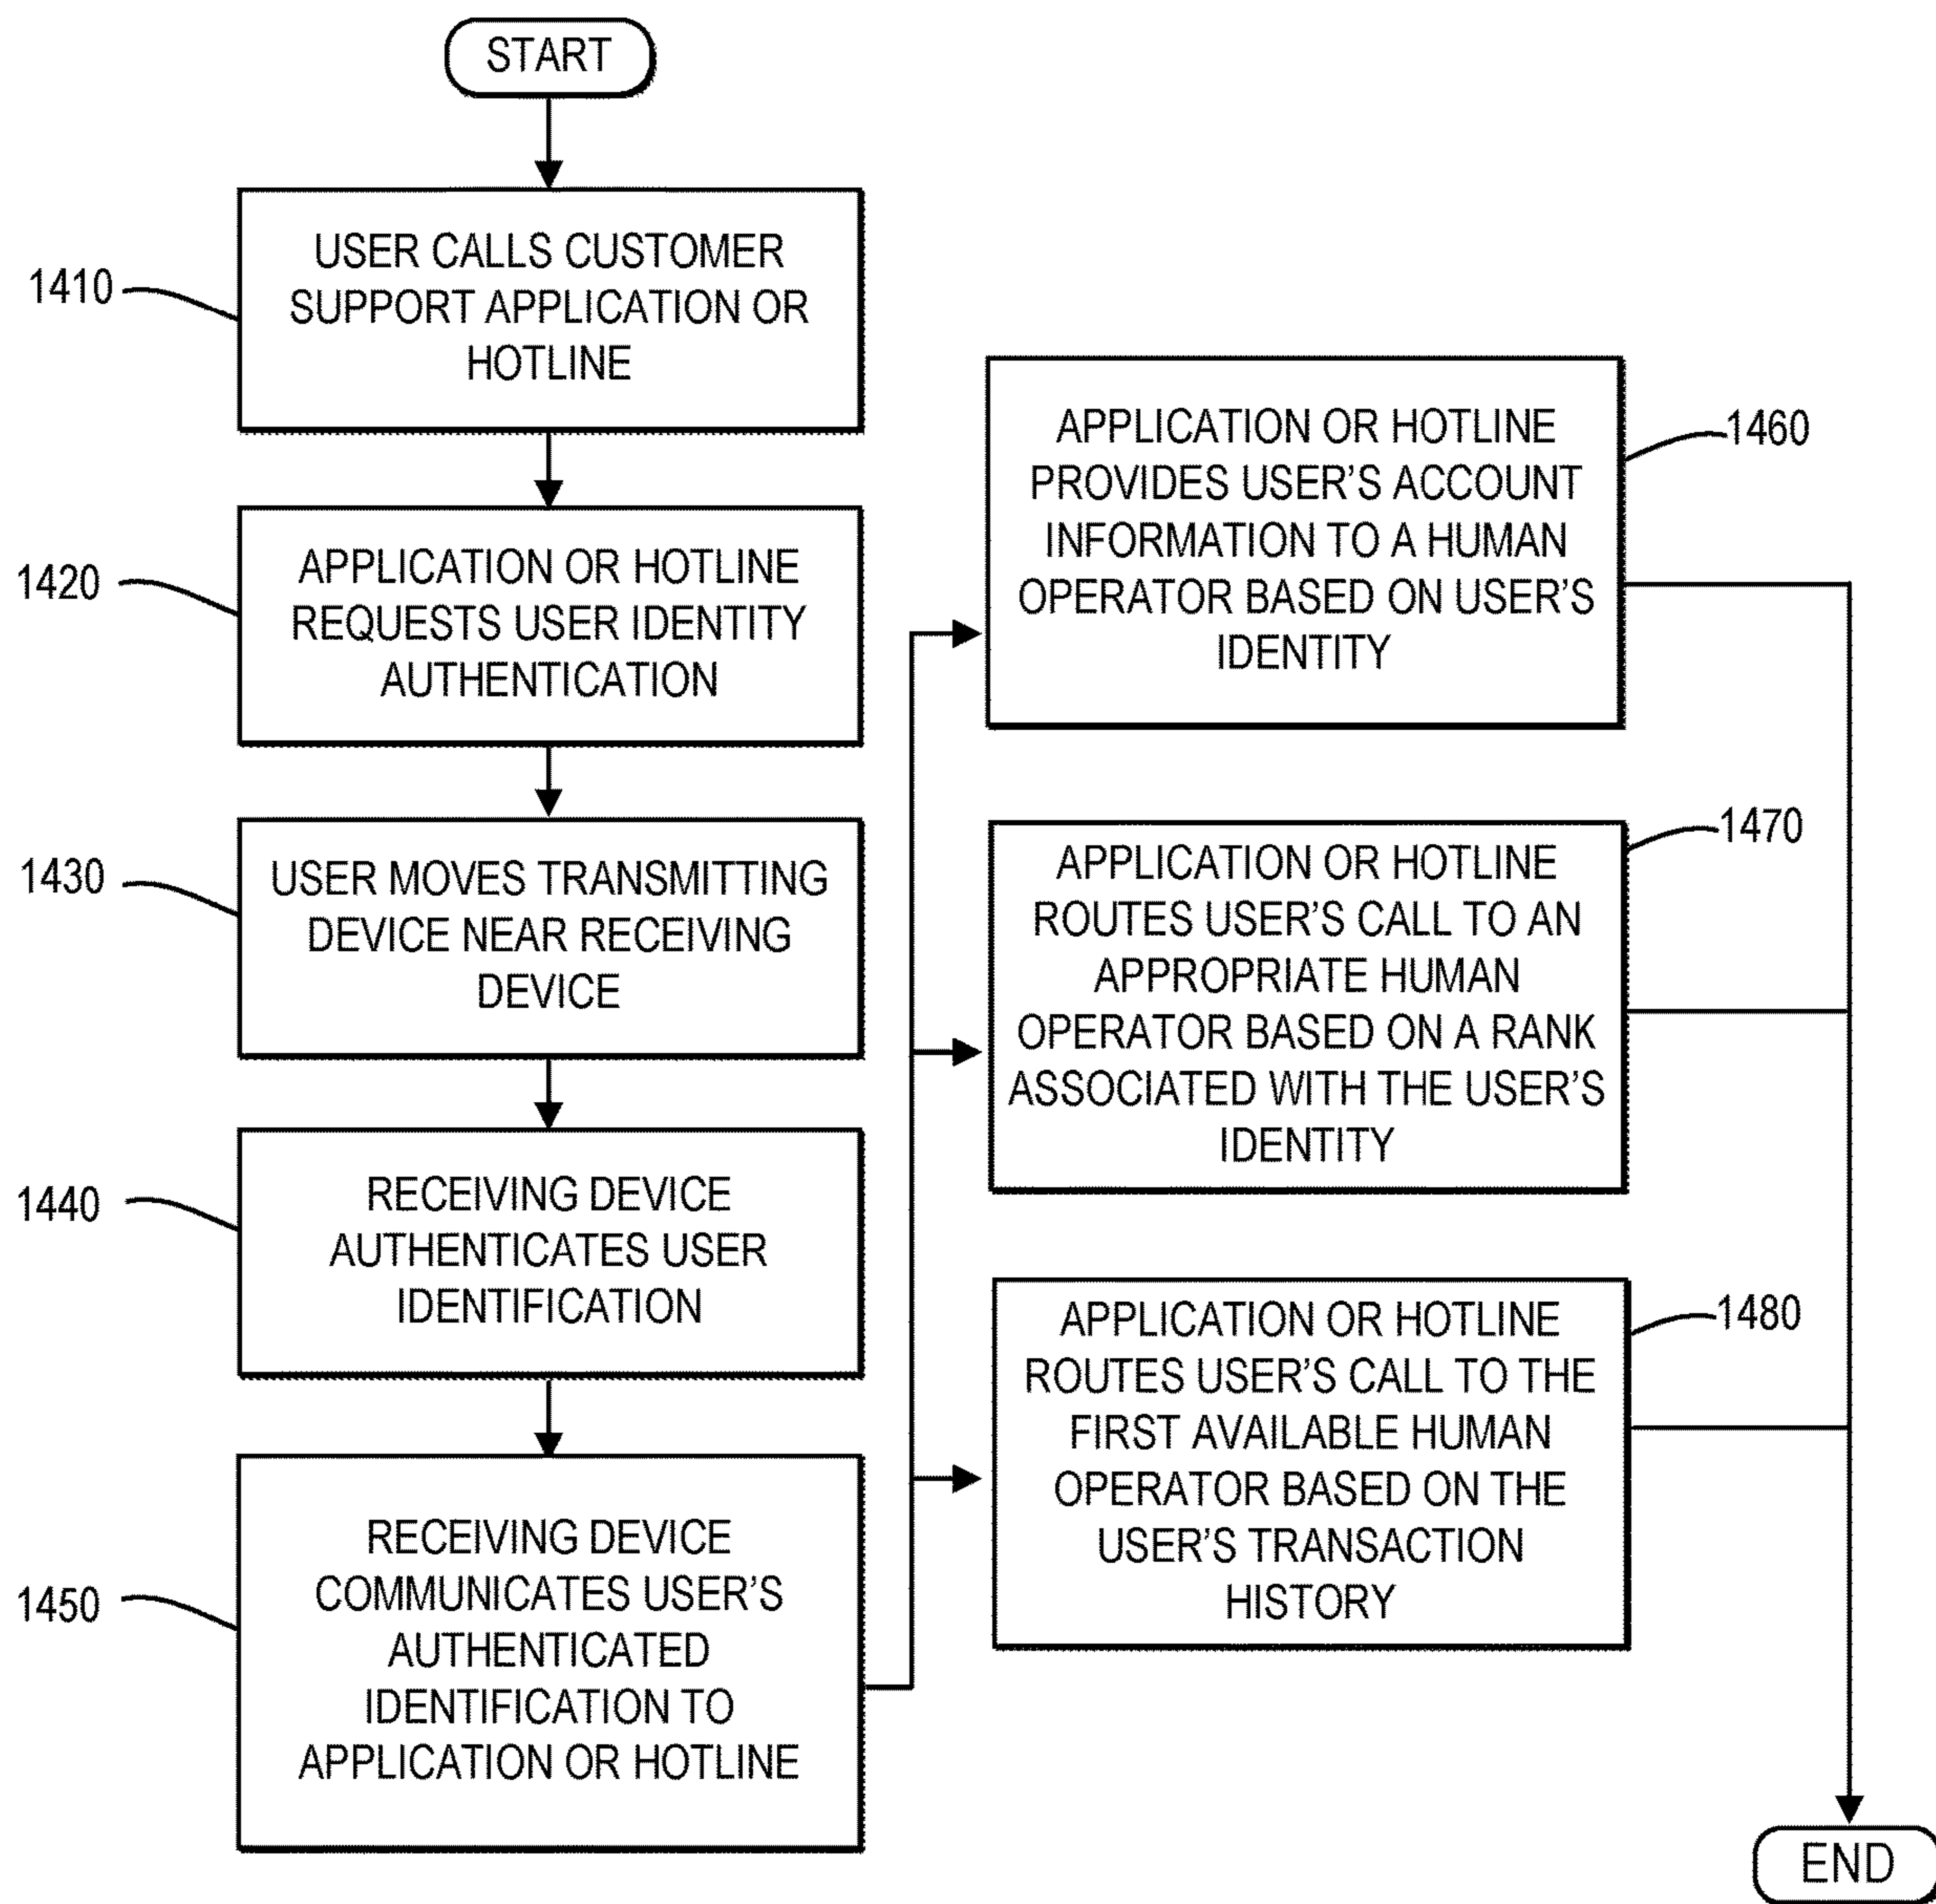 START
1410
USER CALLS CUSTOMER
SUPPORT APPLICATION OR
HOTLINE
1420
APPLICATION OR HOTLINE
REQUESTS USER IDENTITY
AUTHENTICATION
1430
USER MOVES TRANSMITTING
DEVICE NEAR RECEIVING
DEVICE
1440
RECEIVING DEVICE
AUTHENTICATES USER
IDENTIFICATION
1450
RECEIVING DEVICE
COMMUNICATES USER'S
AUTHENTICATED
IDENTIFICATION TO
APPLICATION OR HOTLINE
1460
APPLICATION OR HOTLINE
PROVIDES USER'S ACCOUNT
INFORMATION TO A HUMAN
OPERATOR BASED ON USER'S
IDENTITY
1470
APPLICATION OR HOTLINE
ROUTES USER'S CALL TO AN
APPROPRIATE HUMAN
OPERATOR BASED ON A RANK
ASSOCIATED WITH THE USER'S
IDENTITY
1480
APPLICATION OR HOTLINE
ROUTES USER'S CALL TO THE
FIRST AVAILABLE HUMAN
OPERATOR BASED ON THE
USER'S TRANSACTION
HISTORY
END